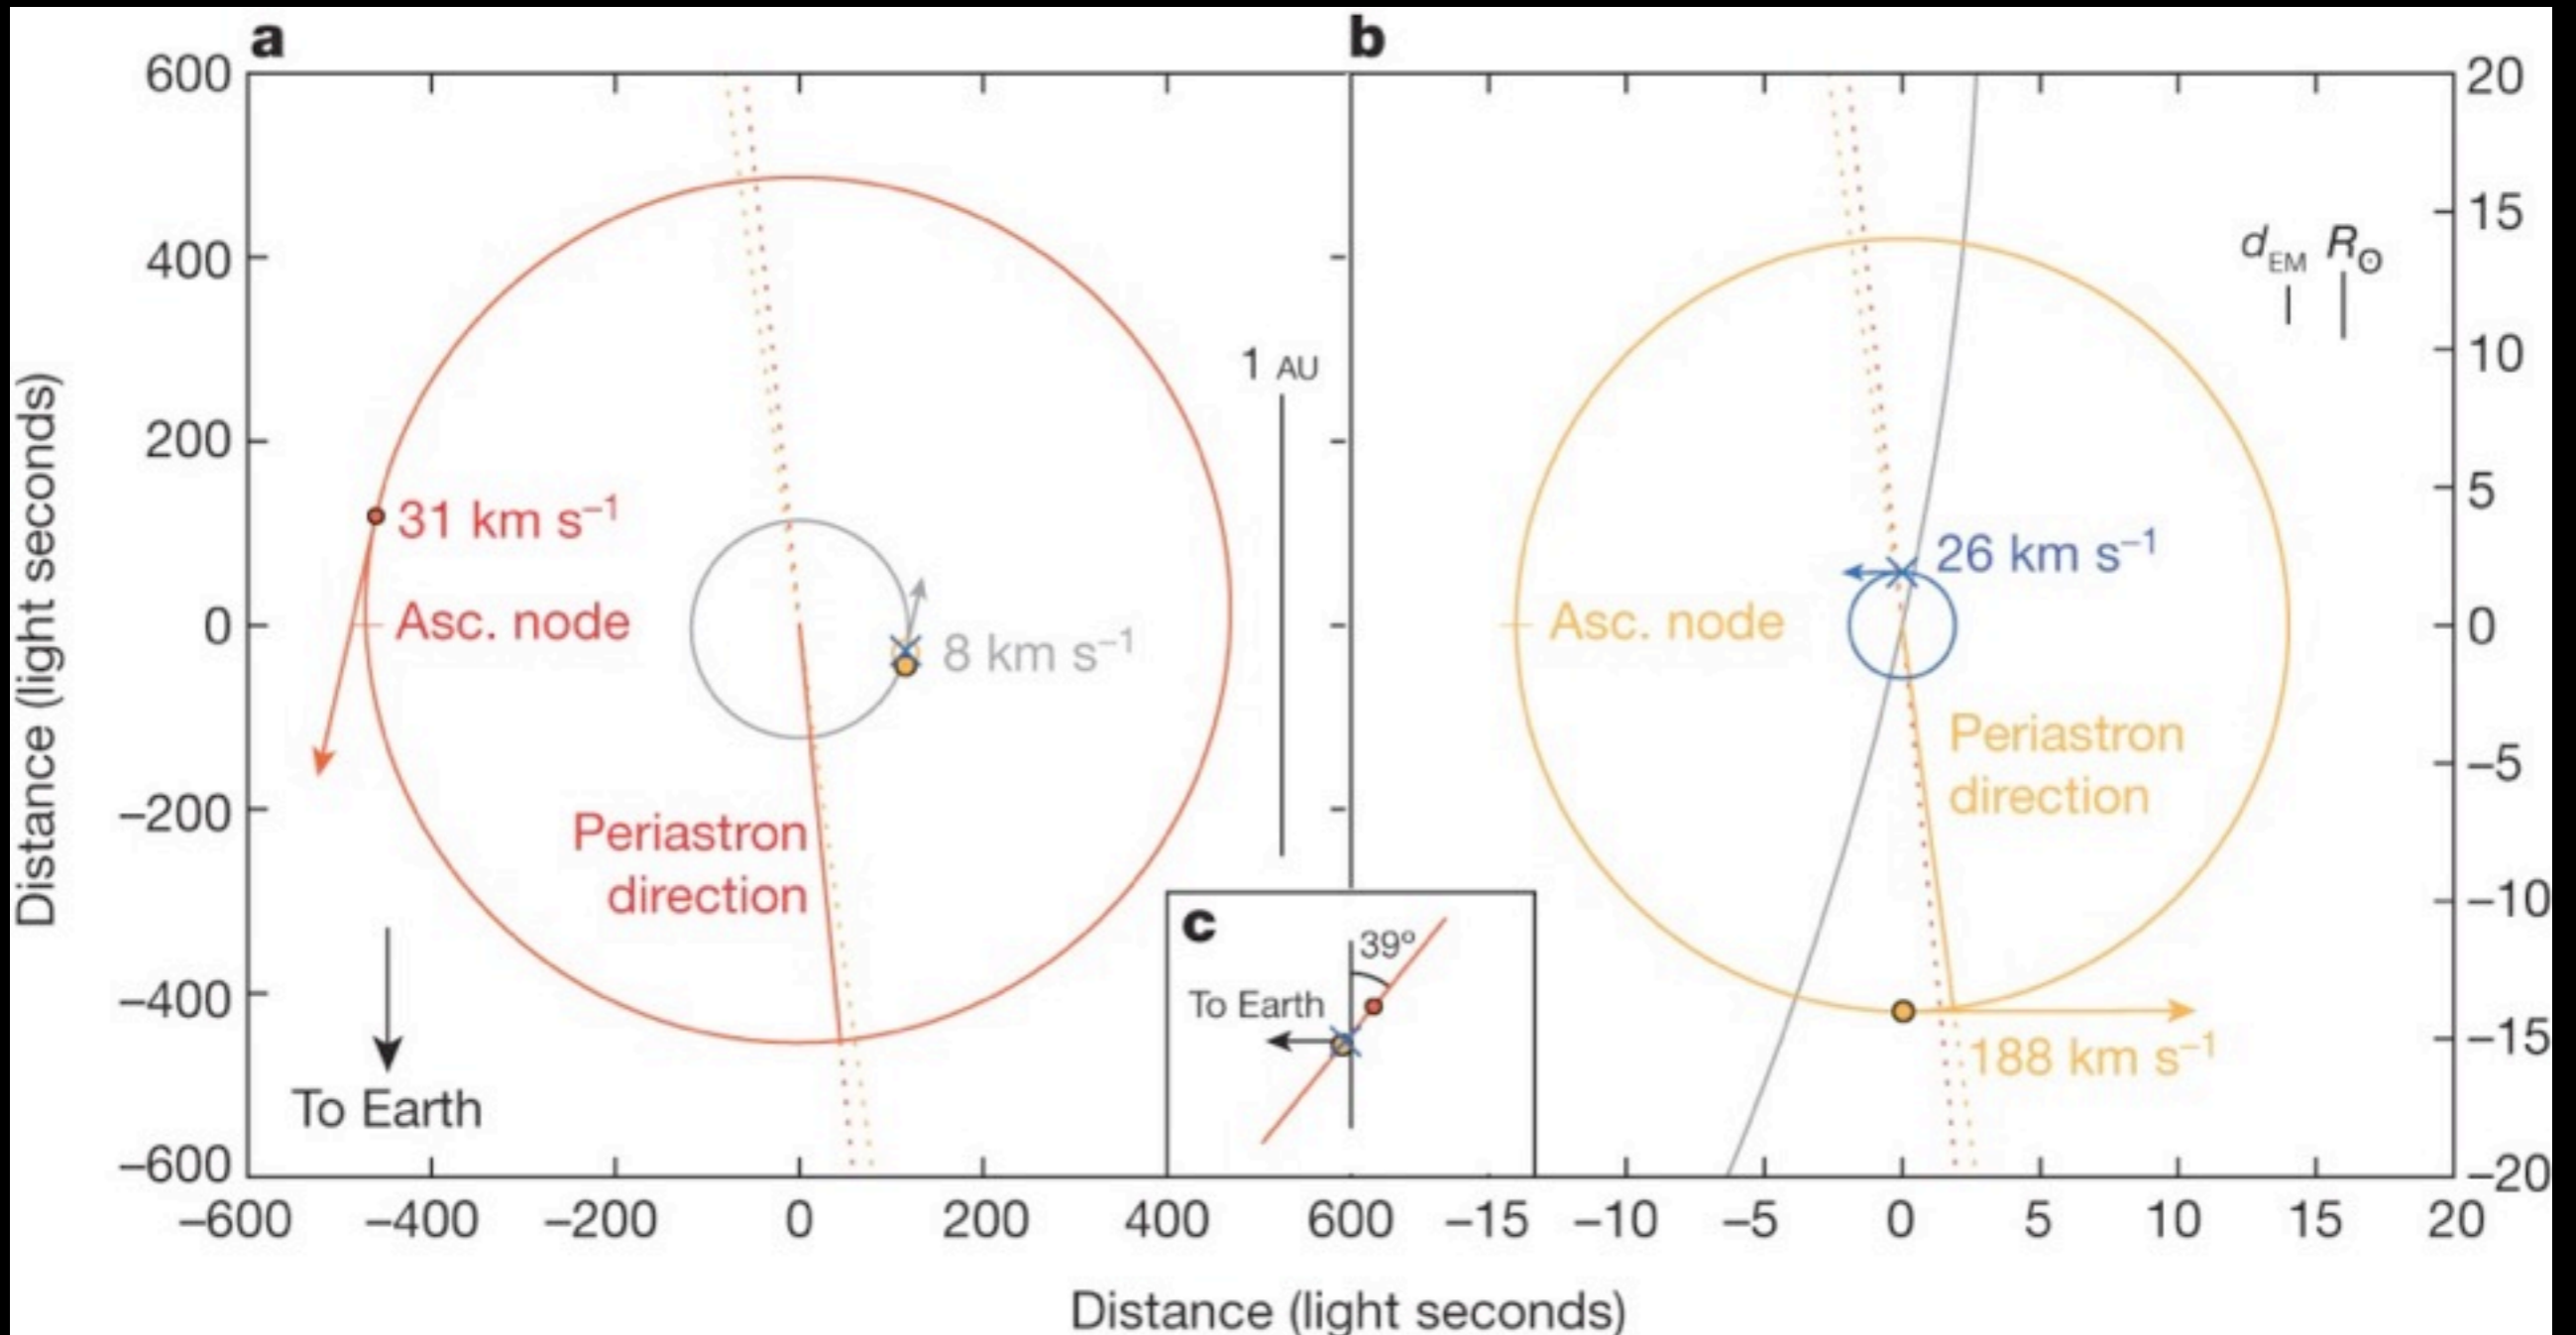 a
b
600
400
200
0
–200
–400
–600
Distance (light seconds)
31 km s⁻¹
Asc. node
8 km s⁻¹
Periastron
direction
To Earth
1 AU
–600 –400 –200 0 200 400 600
20
15
10
5
0
–5
–10
–15
–20
dEM R⊙
26 km s⁻¹
Asc. node
Periastron
direction
188 km s⁻¹
c
39º
To Earth
–15 –10 –5 0 5 10 15 20
Distance (light seconds)